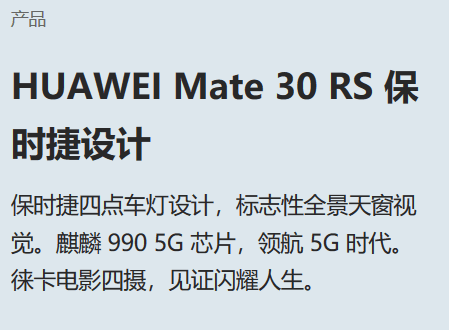 产品
HUAWEI Mate 30 RS 保
时捷设计
保时捷四点车灯设计，标志性全景天窗视
觉。麒麟 990 5G 芯片，领航 5G 时代。
徕卡电影四摄，见证闪耀人生。